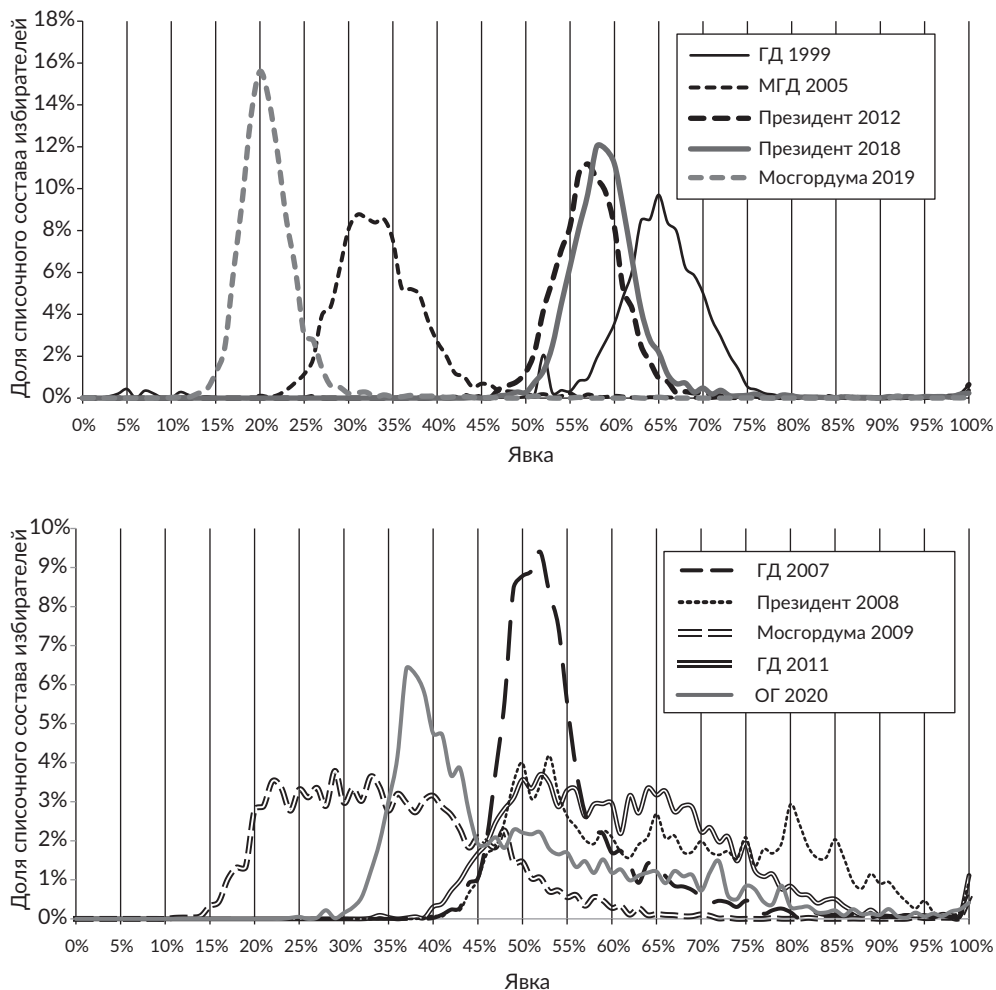 Доля списочного состава избирателей
18%
16%
14%
12%
10%
8%
6%
4%
2%
0%
ГД 1999
МГД 2005
Президент 2012
Президент 2018
Мосгордума 2019
0% 5% 10% 15% 20% 25% 30% 35% 40% 45% 50% 55% 60% 65% 70% 75% 80% 85% 90% 95% 100%
Явка
Доля списочного состава избирателей
10%
9%
8%
7%
6%
5%
4%
3%
2%
1%
0%
ГД 2007
Президент 2008
Мосгордума 2009
ГД 2011
ОГ 2020
0% 5% 10% 15% 20% 25% 30% 35% 40% 45% 50% 55% 60% 65% 70% 75% 80% 85% 90% 95% 100%
Явка